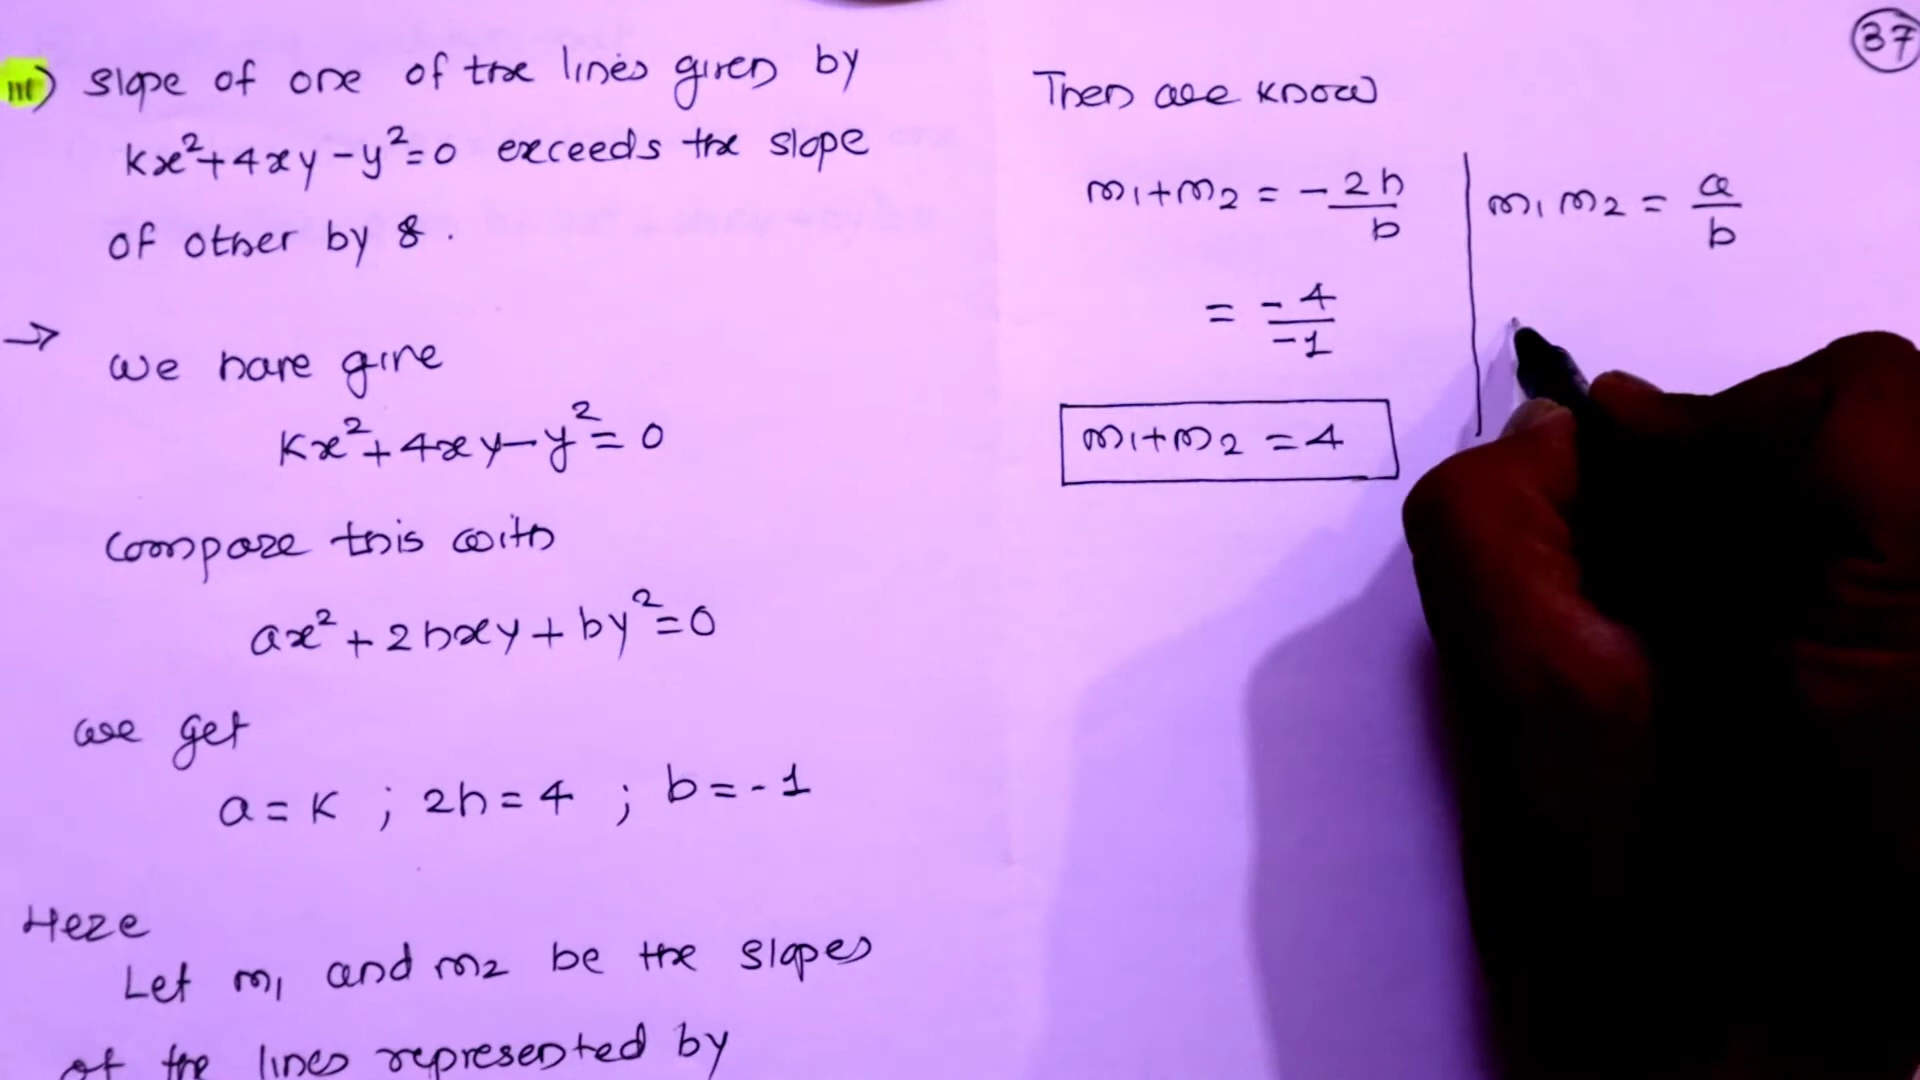 iii) Slope of one of the lines given by
kx²+4xy-y²=0 exceeds the slope
of other by 8.
→ We have give
kx²+4xy-y²=0
compare this with
ax²+2hxy+by²=0
we get
a=k ; 2h=4 ; b=-1
Here
Let m₁ and m₂ be the slopes
of the lines represented by
37
Then we know
m₁+m₂ = -2h/b
= -4/-1
m₁+m₂ = 4
m₁ m₂ = a/b